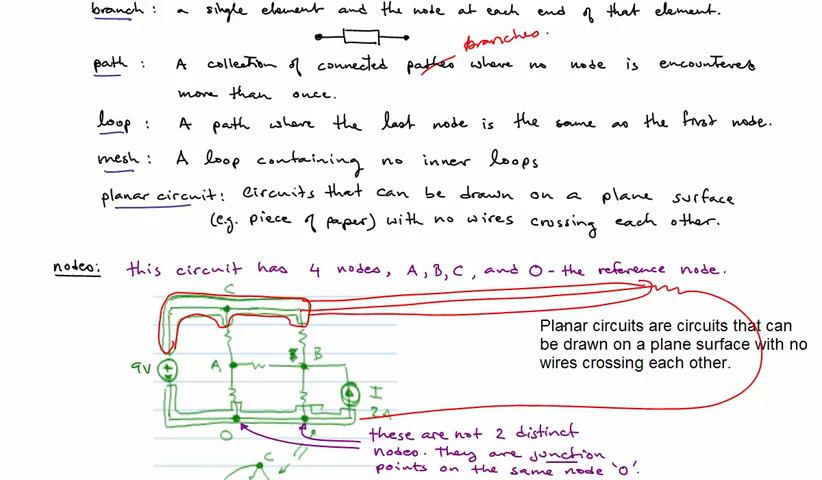 branch: a single element and the node at each end of that element.
branches.
path: A collection of connected pathes where no node is encountered
more than once.
loop: A path where the last node is the same as the first node.
mesh: A loop containing no inner loops
planar circuit: Circuits that can be drawn on a plane surface
(e.g. piece of paper) with no wires crossing each other.
nodes: this circuit has 4 nodes, A, B, C, and O - the reference node.
C
Planar circuits are circuits that can
be drawn on a plane surface with no
wires crossing each other.
9V
A
B
I
2A
O
these are not 2 distinct
nodes. They are junction
points on the same node 'O'.
C